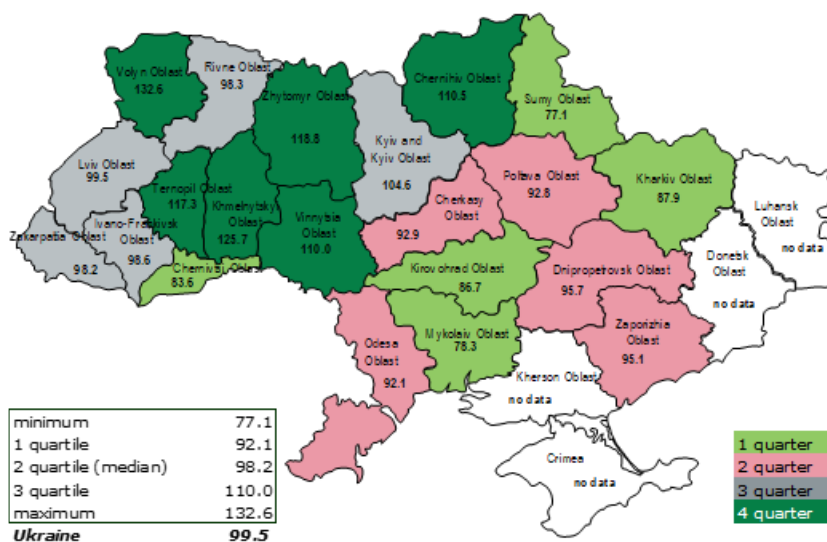 Volyn Oblast
132.6
Rivne Oblast
98.3
Zhytomyr Oblast
118.8
Chernihiv Oblast
110.5
Sumy Oblast
77.1
Kyiv and
Kyiv Oblast
104.6
Lviv Oblast
99.5
Ternopil Oblast
117.3
Khmelnytskyi
Oblast
125.7
Vinnytsia
Oblast
110.0
Cherkasy
Oblast
92.9
Poltava Oblast
92.8
Kharkiv Oblast
87.9
Luhansk
Oblast
no data
Zakarpattia Oblast
98.2
Ivano-Frankivsk
Oblast
98.6
Chernivtsi Oblast
83.6
Kirovohrad Oblast
86.7
Dnipropetrovsk Oblast
95.7
Donetsk
Oblast
no data
Odesa
Oblast
92.1
Mykolaiv Oblast
78.3
Zaporizhia
Oblast
95.1
Kherson Oblast
no data
Crimea
no data
minimum 77.1
1 quartile 92.1
2 quartile (median) 98.2
3 quartile 110.0
maximum 132.6
Ukraine 99.5
1 quarter
2 quarter
3 quarter
4 quarter